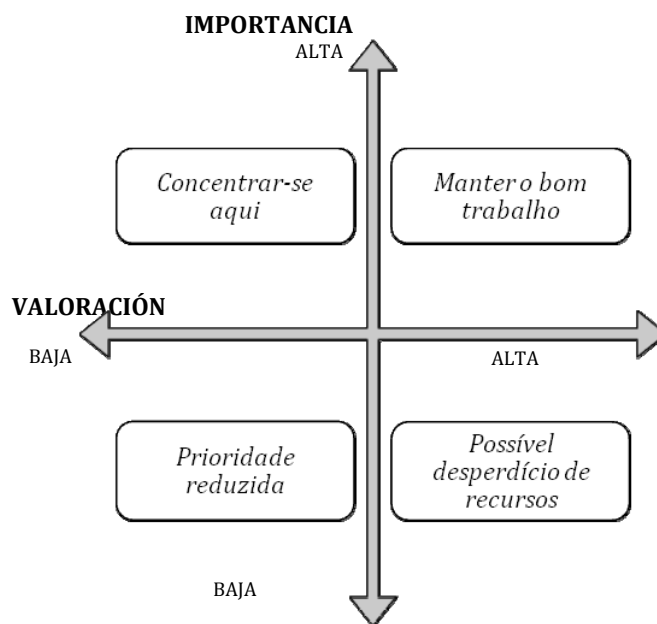 IMPORTANCIA
ALTA
Concentrar-se
aqui
Manter o bom
trabalho
VALORACIÓN
BAJA
ALTA
Prioridade
reduzida
Possível
desperdício de
recursos
BAJA